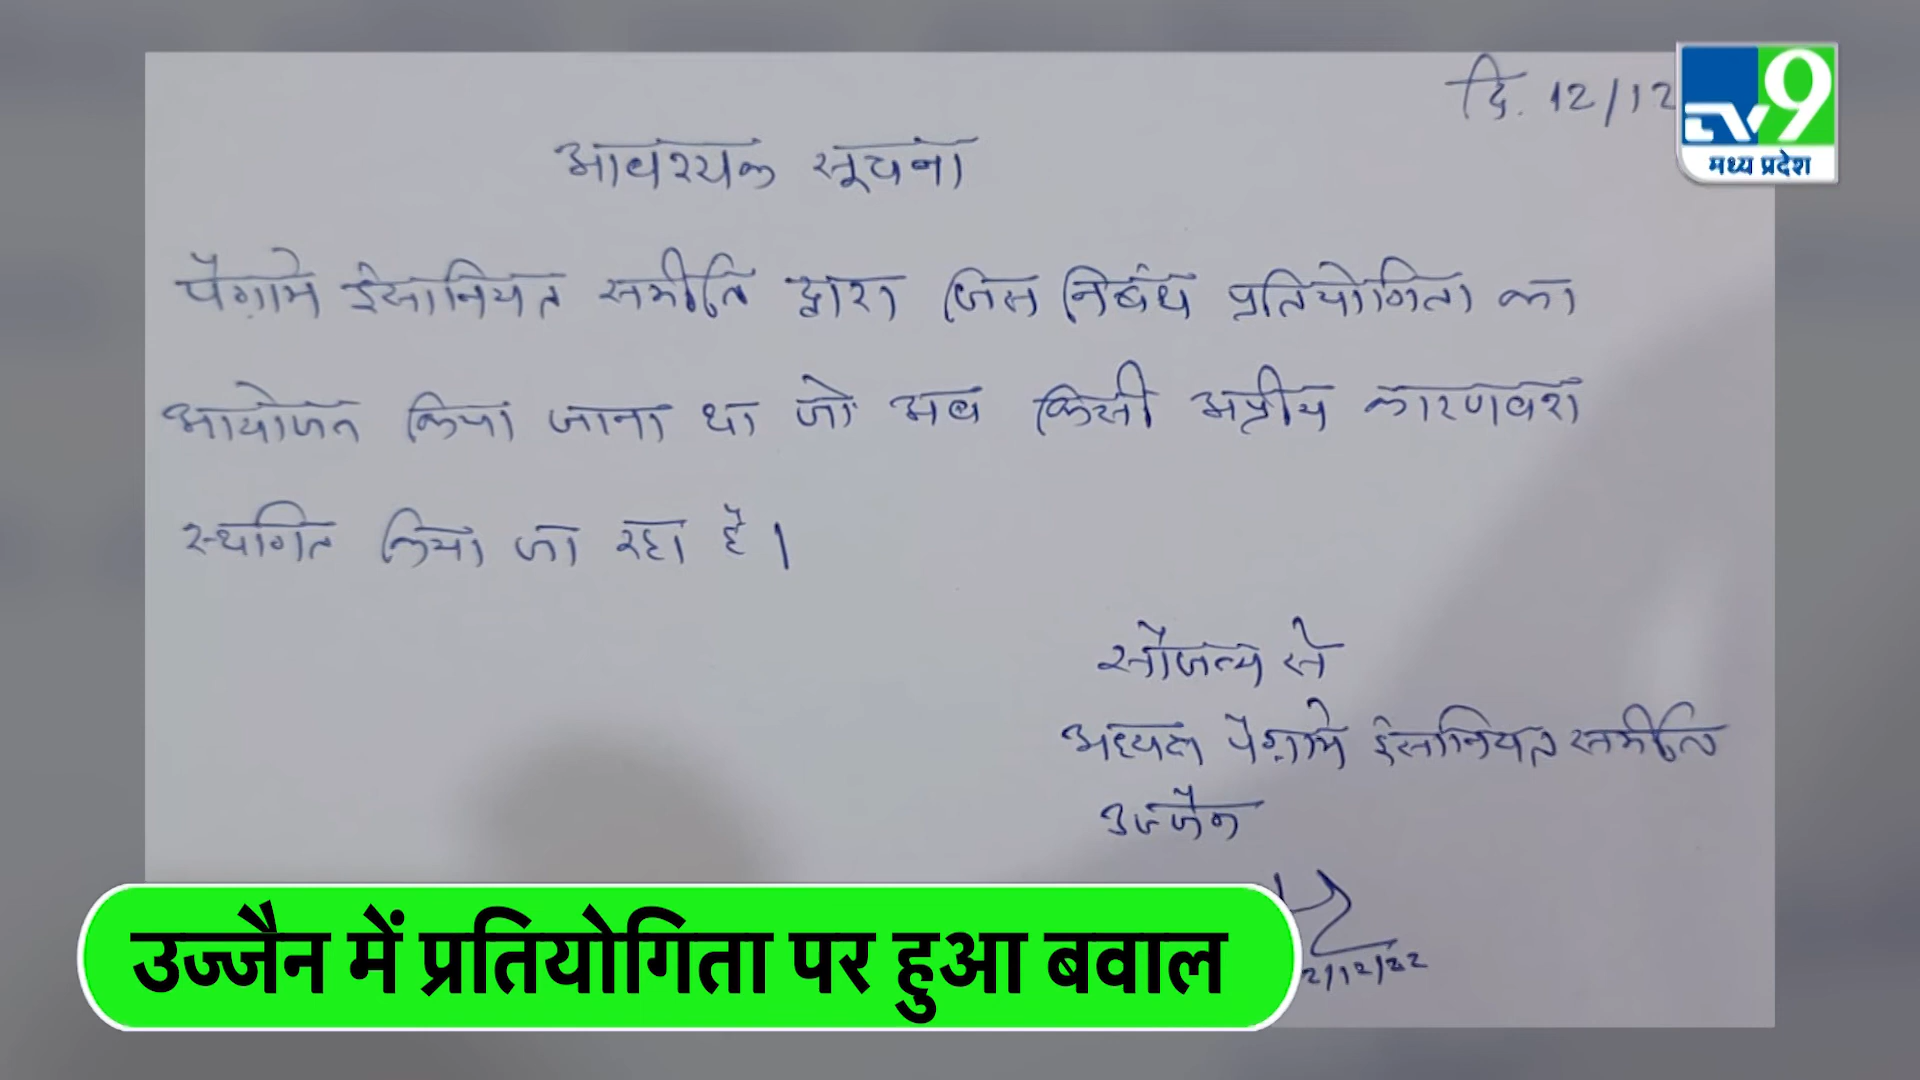 दि. 12/12
TV9
मध्य प्रदेश
आवश्यक सूचना
पैग़ामे इंसानियत समीति द्वारा जिस निबंध प्रतियोगिता का
आयोजन किया जाना था जो अब किसी अप्रीय कारणवश
स्थगित किया जा रहा है।
सौजन्य से
अध्यक्ष पैग़ामे इंसानियत समीति
उज्जैन
2/12/22
उज्जैन में प्रतियोगिता पर हुआ बवाल